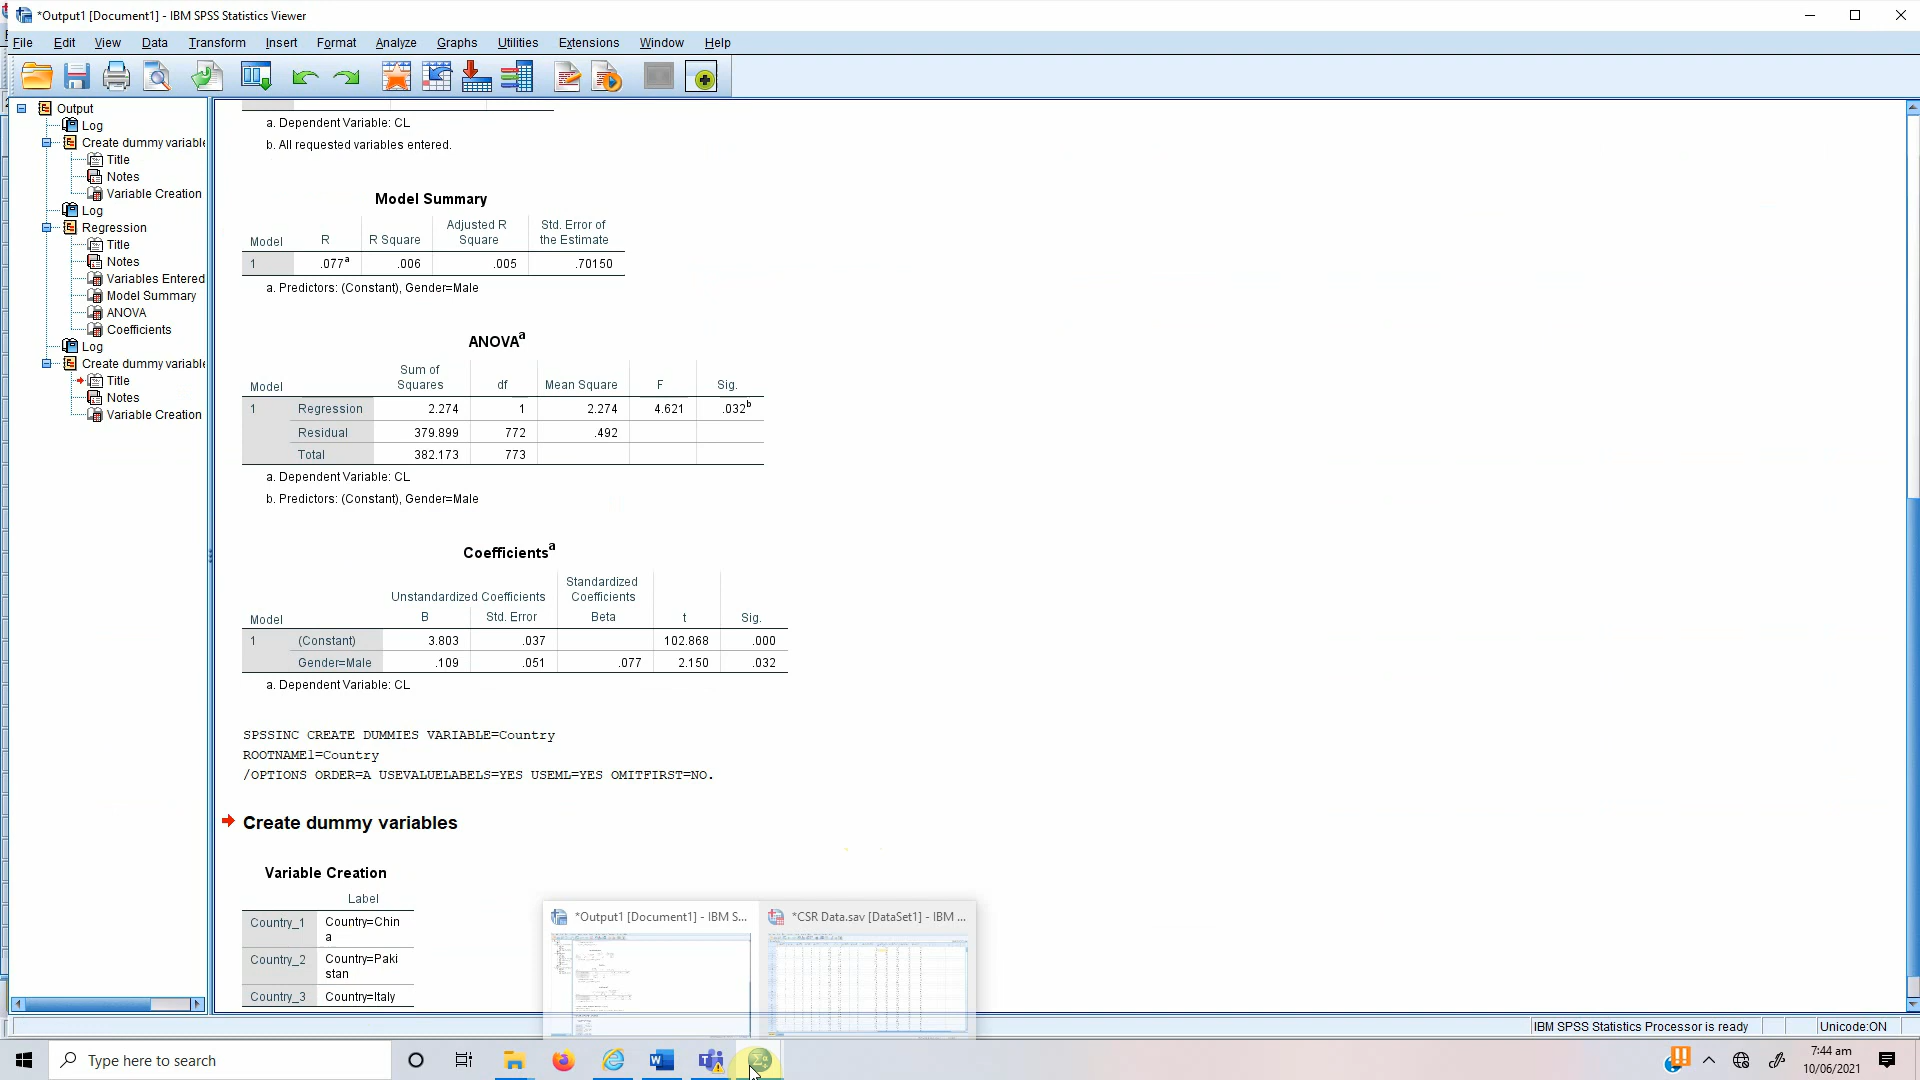 *Output1 [Document1] - IBM SPSS Statistics Viewer
File Edit View Data Transform Insert Format Analyze Graphs Utilities Extensions Window Help
Output
Log
Create dummy variable
Title
Notes
Variable Creation
Log
Regression
Title
Notes
Variables Entered
Model Summary
ANOVA
Coefficients
Log
Create dummy variable
Title
Notes
Variable Creation
a. Dependent Variable: CL
b. All requested variables entered.
Model Summary
Model R R Square Adjusted R Square Std. Error of the Estimate
1 .077a .006 .005 .70150
a. Predictors: (Constant), Gender=Male
ANOVAa
Model Sum of Squares df Mean Square F Sig.
1 Regression 2.274 1 2.274 4.621 .032b
Residual 379.899 772 .492
Total 382.173 773
a. Dependent Variable: CL
b. Predictors: (Constant), Gender=Male
Coefficientsa
Unstandardized Coefficients Standardized Coefficients
Model B Std. Error Beta t Sig.
1 (Constant) 3.803 .037 102.868 .000
Gender=Male .109 .051 .077 2.150 .032
a. Dependent Variable: CL
SPSSINC CREATE DUMMIES VARIABLE=Country
ROOTNAME1=Country
/OPTIONS ORDER=A USEVALUELABELS=YES USEML=YES OMITFIRST=NO.
Create dummy variables
Variable Creation
Label
Country_1 Country=Chin
a
Country_2 Country=Paki
stan
Country_3 Country=Italy
*Output1 [Document1] - IBM S...
*CSR Data.sav [DataSet1] - IBM ...
IBM SPSS Statistics Processor is ready
Unicode:ON
Type here to search
7:44 am
10/06/2021